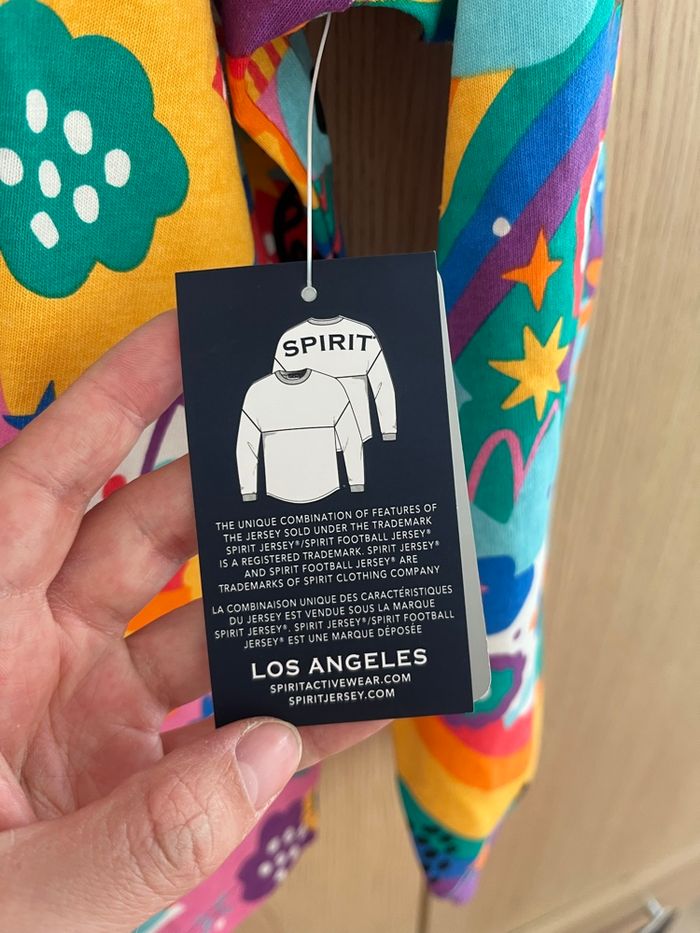 SPIRIT
THE UNIQUE COMBINATION OF FEATURES OF
THE JERSEY SOLD UNDER THE TRADEMARK
SPIRIT JERSEY®/SPIRIT FOOTBALL JERSEY®
IS A REGISTERED TRADEMARK. SPIRIT JERSEY®
AND SPIRIT FOOTBALL JERSEY® ARE
TRADEMARKS OF SPIRIT CLOTHING COMPANY
LA COMBINAISON UNIQUE DES CARACTÉRISTIQUES
DU JERSEY EST VENDUE SOUS LA MARQUE
SPIRIT JERSEY®. SPIRIT JERSEY®/SPIRIT FOOTBALL
JERSEY® EST UNE MARQUE DÉPOSÉE
LOS ANGELES
SPIRITACTIVEWEAR.COM
SPIRITJERSEY.COM